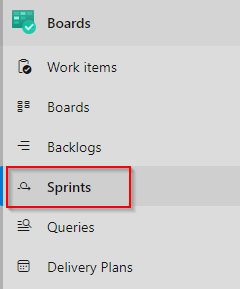 Boards
Work items
Boards
Backlogs
Sprints
Queries
Delivery Plans